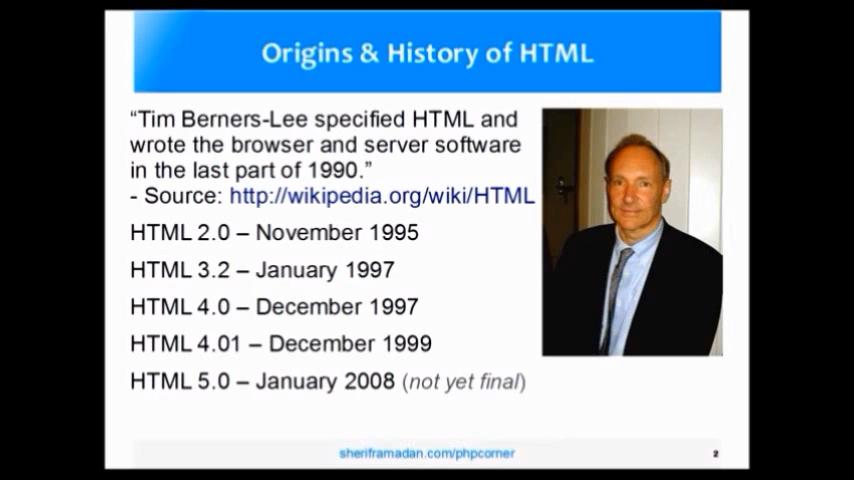 Origins & History of HTML
“Tim Berners-Lee specified HTML and
wrote the browser and server software
in the last part of 1990.”
- Source: http://wikipedia.org/wiki/HTML
HTML 2.0 – November 1995
HTML 3.2 – January 1997
HTML 4.0 – December 1997
HTML 4.01 – December 1999
HTML 5.0 – January 2008 (not yet final)
sheriframadan.com/phpcorner
2